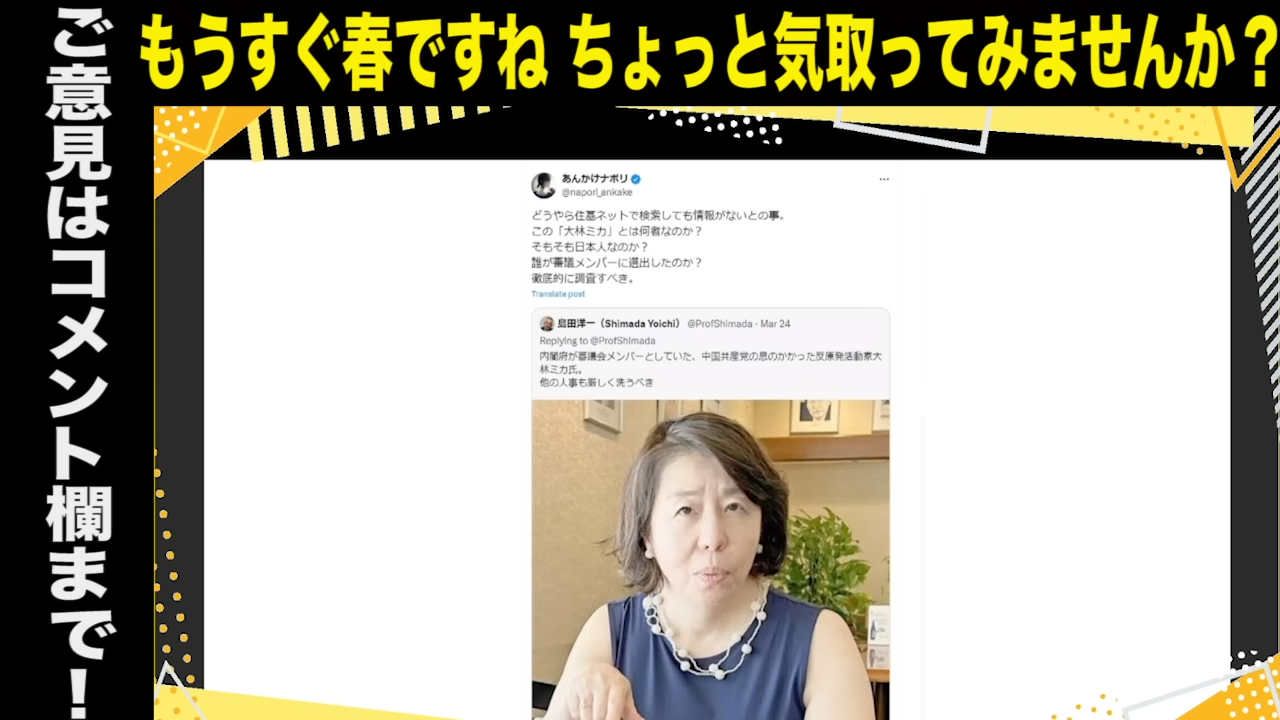 もうすぐ春ですね ちょっと気取ってみませんか？
ご意見はコメント欄まで！
あんかけナポリ
@napori_ankake
どうやら住基ネットで検索しても情報がないとの事。
この「大林ミカ」とは何者なのか？
そもそも日本人なのか？
誰が審議メンバーに選出したのか？
徹底的に調査すべき。
Translate post
島田洋一（Shimada Yoichi） @ProfShimada · Mar 24
Replying to @ProfShimada
内閣府が審議会メンバーとしていた、中国共産党の息のかかった反原発活動家大
林ミカ氏。
他の人事も厳しく洗うべき